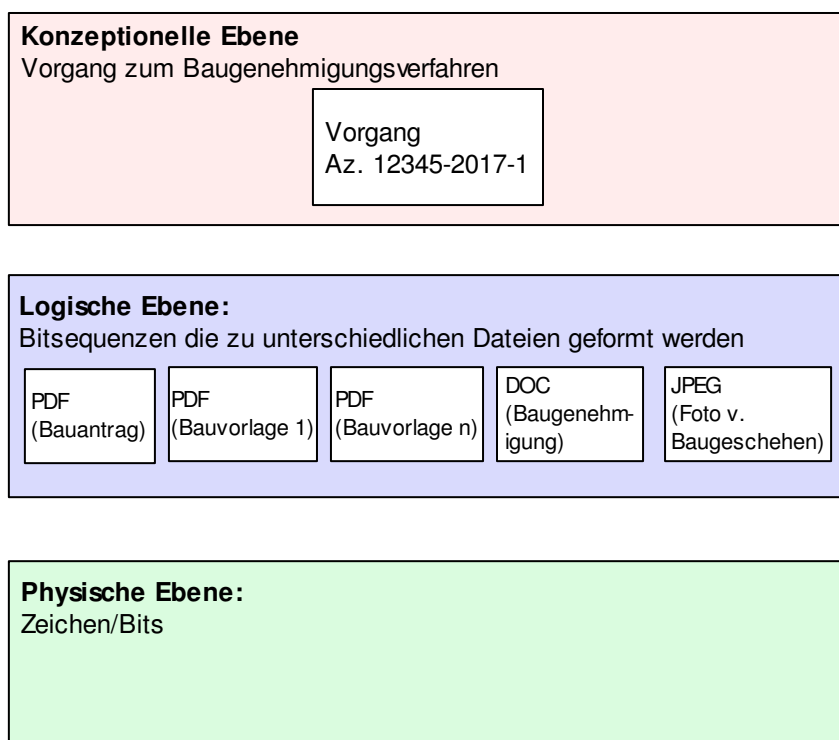 Konzeptionelle Ebene
Vorgang zum Baugenehmigungsverfahren
Vorgang
Az. 12345-2017-1
Logische Ebene:
Bitsequenzen die zu unterschiedlichen Dateien geformt werden
PDF
(Bauantrag)
PDF
(Bauvorlage 1)
PDF
(Bauvorlage n)
DOC
(Baugenehm-
igung)
JPEG
(Foto v.
Baugeschehen)
Physische Ebene:
Zeichen/Bits